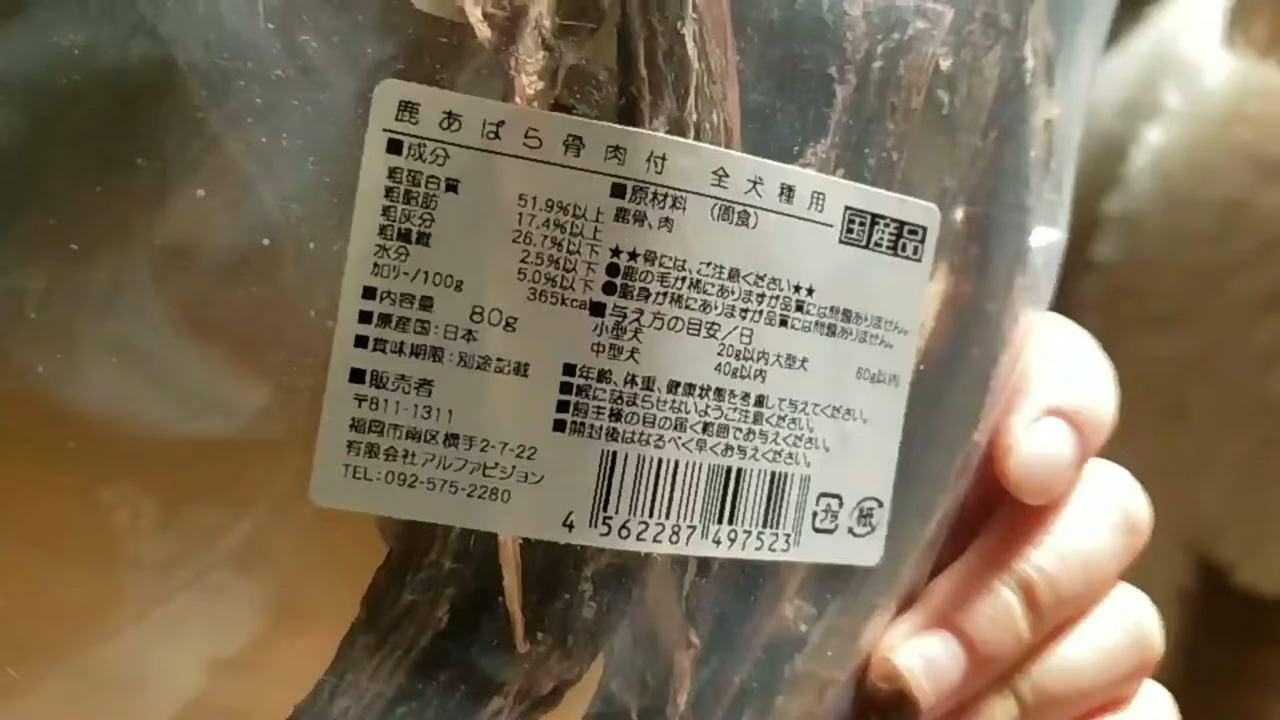 鹿あばら骨肉付 全犬種用
国産品
■成分
粗蛋白質 51.9%以上
粗脂肪 17.4%以上
粗灰分 26.7%以下
粗繊維 2.5%以下
水分 5.0%以下
カロリー/100g 365kcal
■内容量 80g
■原産国:日本
■賞味期限:別途記載
■販売者
〒811-1311
福岡市南区横手2-7-22
有限会社アルファビジョン
TEL:092-575-2280
■原材料 (間食)
鹿骨、肉
★★骨には、ご注意ください★★
●鹿の毛が稀にありますが品質には問題ありません。
●脂身が稀にありますが品質には問題ありません。
■与え方の目安/日
小型犬 20g以内 大型犬 60g以内
中型犬 40g以内
■年齢、体重、健康状態を考慮して与えてください。
■喉に詰まらせないようご注意ください。
■飼主様の目の届く範囲でお与えください。
■開封後はなるべく早くお与えください。
4 562287 497523
プラ 紙